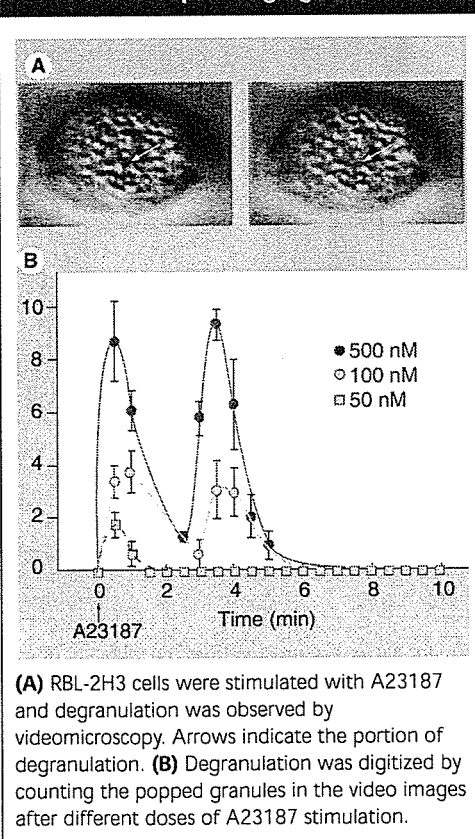 A
B
10
8
6
4
2
0
500 nM
100 nM
50 nM
0 2 4 6 8 10
Time (min)
A23187
(A) RBL-2H3 cells were stimulated with A23187
and degranulation was observed by
videomicroscopy. Arrows indicate the portion of
degranulation. (B) Degranulation was digitized by
counting the popped granules in the video images
after different doses of A23187 stimulation.